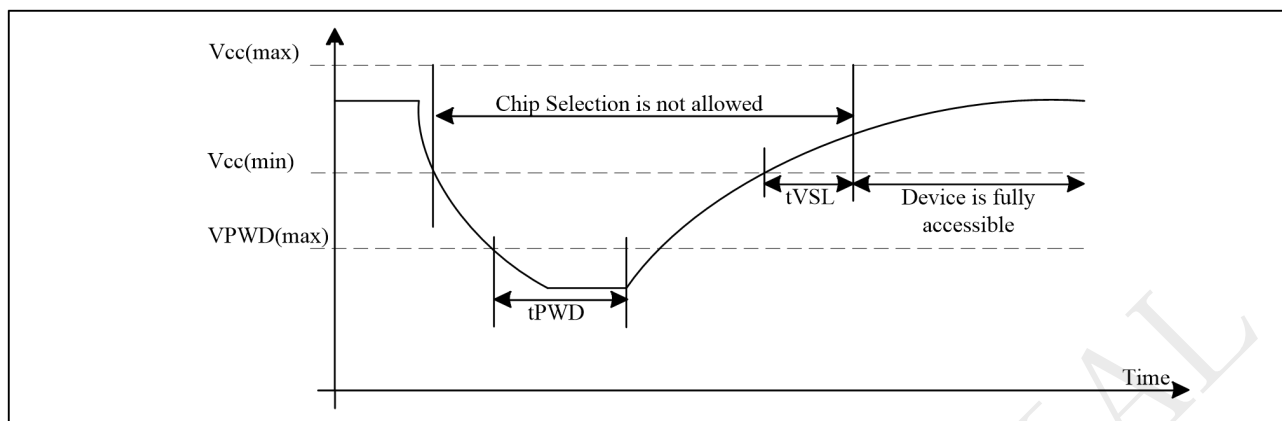 Vcc(max)
Chip Selection is not allowed
Vcc(min)
tVSL
Device is fully
accessible
VPWD(max)
tPWD
Time